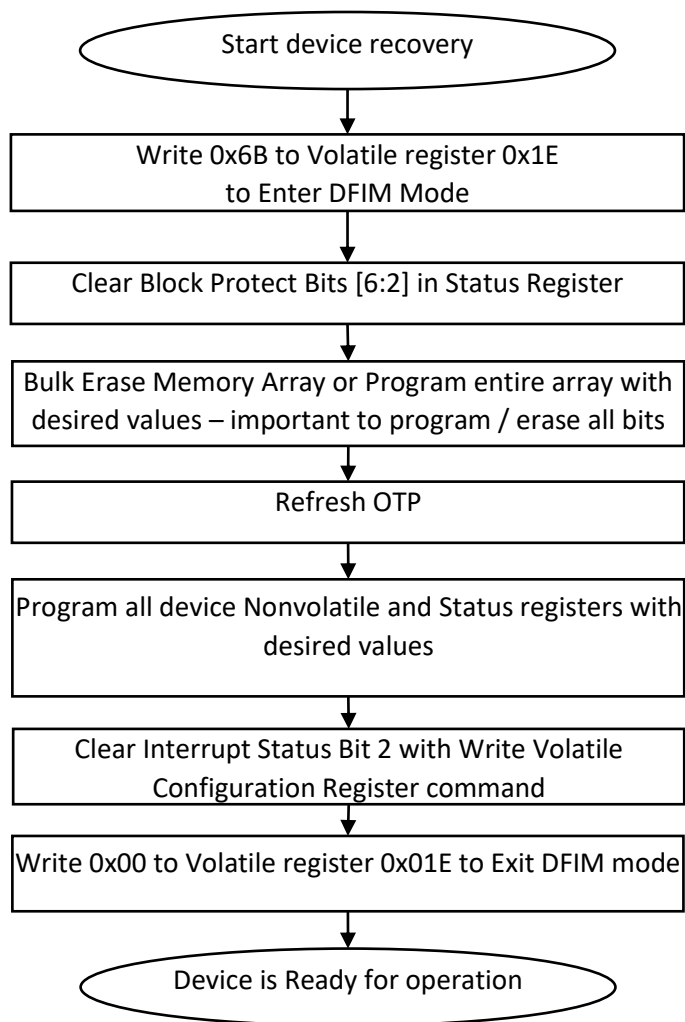 Start device recovery
Write 0x6B to Volatile register 0x1E
to Enter DFIM Mode
Clear Block Protect Bits [6:2] in Status Register
Bulk Erase Memory Array or Program entire array with
desired values – important to program / erase all bits
Refresh OTP
Program all device Nonvolatile and Status registers with
desired values
Clear Interrupt Status Bit 2 with Write Volatile
Configuration Register command
Write 0x00 to Volatile register 0x01E to Exit DFIM mode
Device is Ready for operation